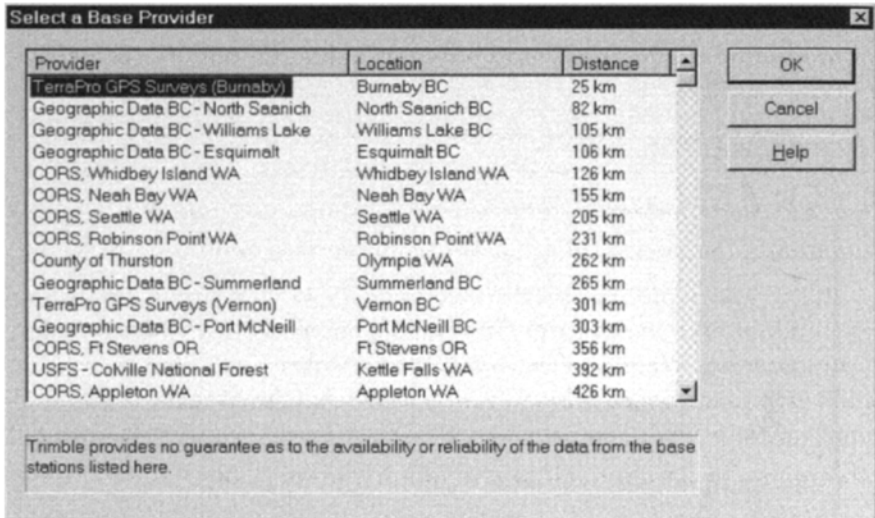 Select a Base Provider
Provider Location Distance
TerraPro GPS Surveys (Burnaby) Burnaby BC 25 km
Geographic Data BC - North Saanich North Saanich BC 82 km
Geographic Data BC - Williams Lake Williams Lake BC 105 km
Geographic Data BC - Esquimalt Esquimalt BC 106 km
CORS, Whidbey Island WA Whidbey Island WA 126 km
CORS, Neah Bay WA Neah Bay WA 155 km
CORS, Seattle WA Seattle WA 205 km
CORS, Robinson Point WA Robinson Point WA 231 km
County of Thurston Olympia WA 262 km
Geographic Data BC - Summerland Summerland BC 265 km
TerraPro GPS Surveys (Vernon) Vernon BC 301 km
Geographic Data BC - Port McNeill Port McNeill BC 303 km
CORS, Ft Stevens OR Ft Stevens OR 356 km
USFS - Colville National Forest Kettle Falls WA 392 km
CORS, Appleton WA Appleton WA 426 km
OK
Cancel
Help
Trimble provides no guarantee as to the availability or reliability of the data from the base
stations listed here.